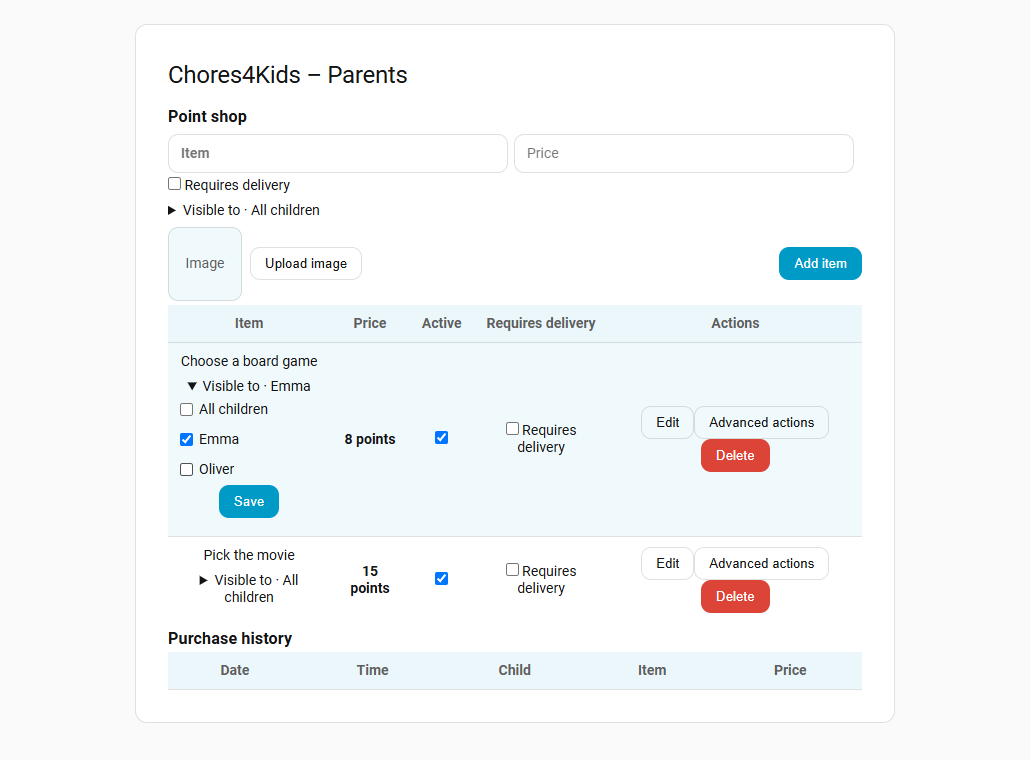 Chores4Kids – Parents
Point shop
Item
Price
Requires delivery
Visible to · All children
Image
Upload image
Add item
Item
Price
Active
Requires delivery
Actions
Choose a board game
Visible to · Emma
All children
Emma
Oliver
Save
8 points
Requires
delivery
Edit
Advanced actions
Delete
Pick the movie
Visible to · All
children
15
points
Requires
delivery
Edit
Advanced actions
Delete
Purchase history
Date
Time
Child
Item
Price